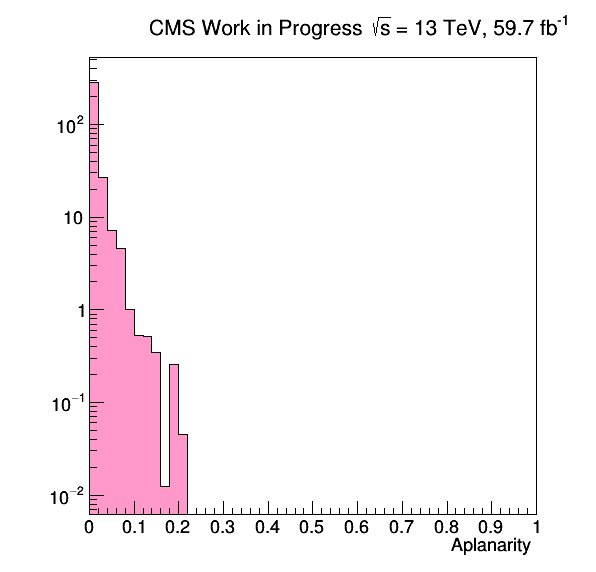 CMS Work in Progress √s = 13 TeV, 59.7 fb⁻¹
10²
10
1
10⁻¹
10⁻²
0 0.1 0.2 0.3 0.4 0.5 0.6 0.7 0.8 0.9 1
Aplanarity